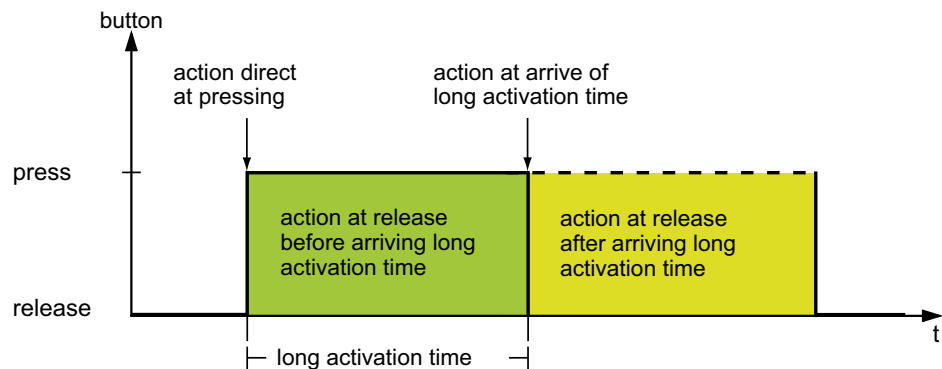 button
action direct
at pressing
action at arrive of
long activation time
press
action at release
before arriving long
activation time
action at release
after arriving long
activation time
release
t
long activation time